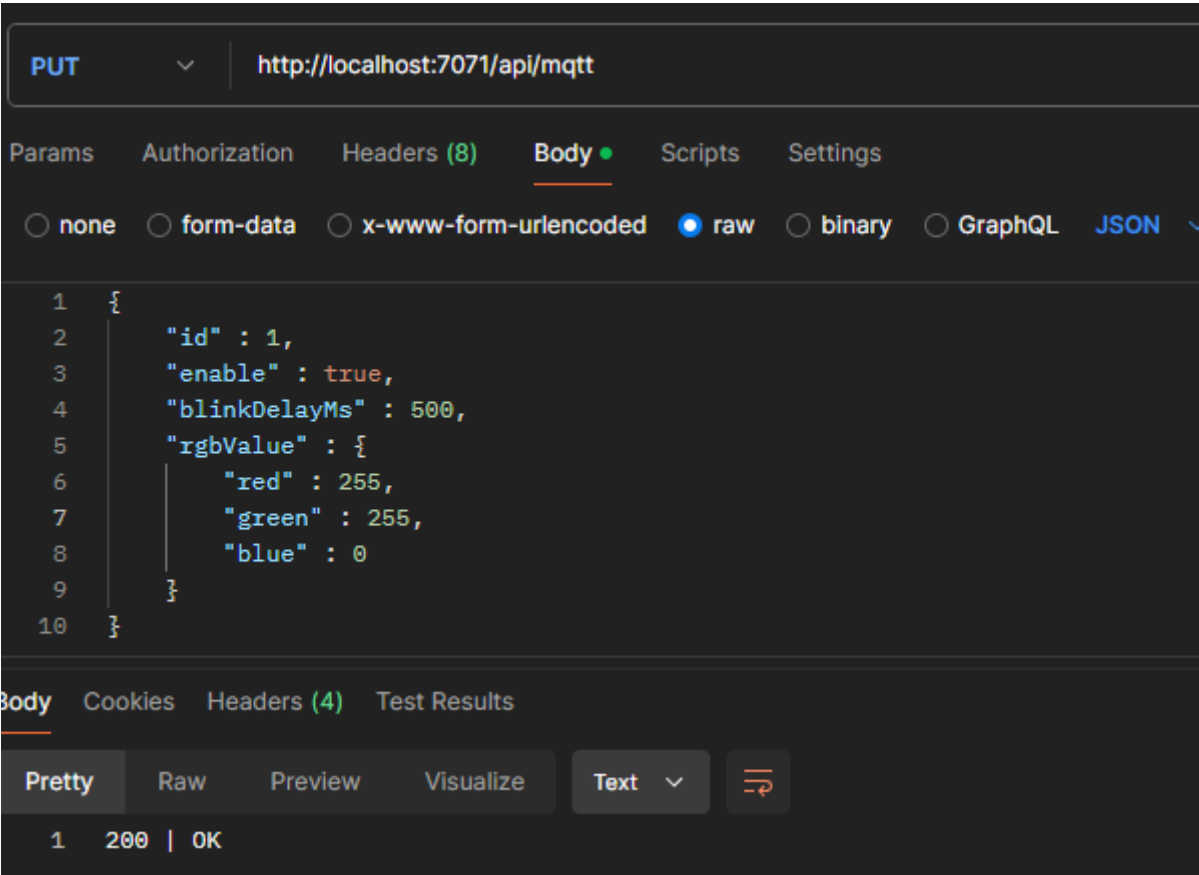 PUT http://localhost:7071/api/mqtt
Params Authorization Headers (8) Body Scripts Settings
none form-data x-www-form-urlencoded raw binary GraphQL JSON
1 {
2 "id" : 1,
3 "enable" : true,
4 "blinkDelayMs" : 500,
5 "rgbValue" : {
6 "red" : 255,
7 "green" : 255,
8 "blue" : 0
9 }
10 }
Body Cookies Headers (4) Test Results
Pretty Raw Preview Visualize Text
1 200 | OK